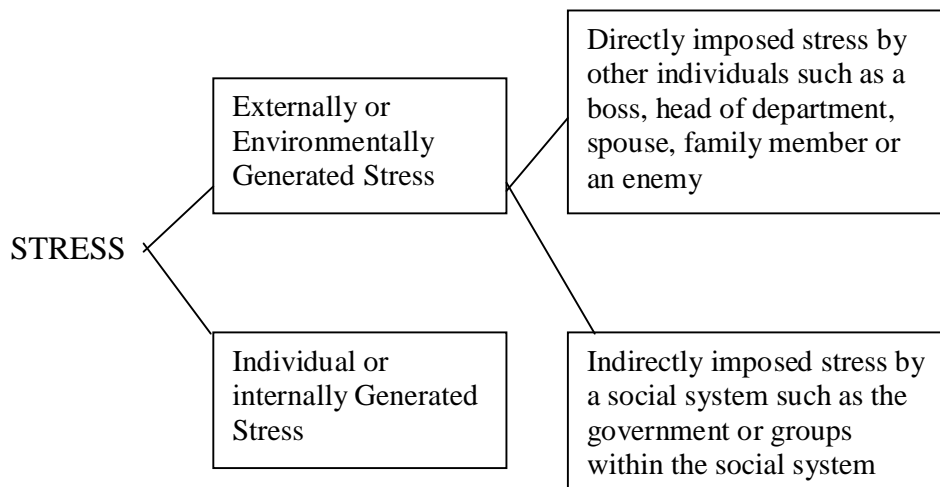 STRESS
Externally or
Environmentally
Generated Stress
Individual or
internally Generated
Stress
Directly imposed stress by
other individuals such as a
boss, head of department,
spouse, family member or
an enemy
Indirectly imposed stress by
a social system such as the
government or groups
within the social system